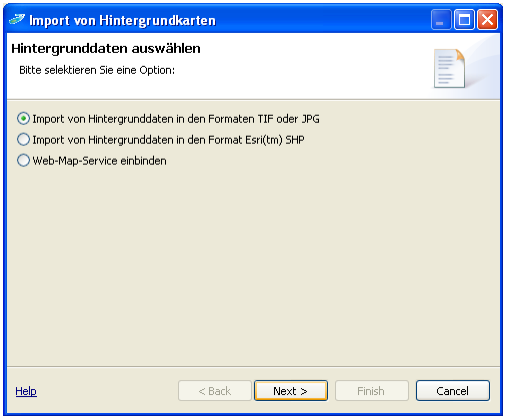 Import von Hintergrundkarten
Hintergrunddaten auswählen
Bitte selektieren Sie eine Option:
Import von Hintergrunddaten in den Formaten TIF oder JPG
Import von Hintergrunddaten in den Format Esri(tm) SHP
Web-Map-Service einbinden
Help
< Back
Next >
Finish
Cancel